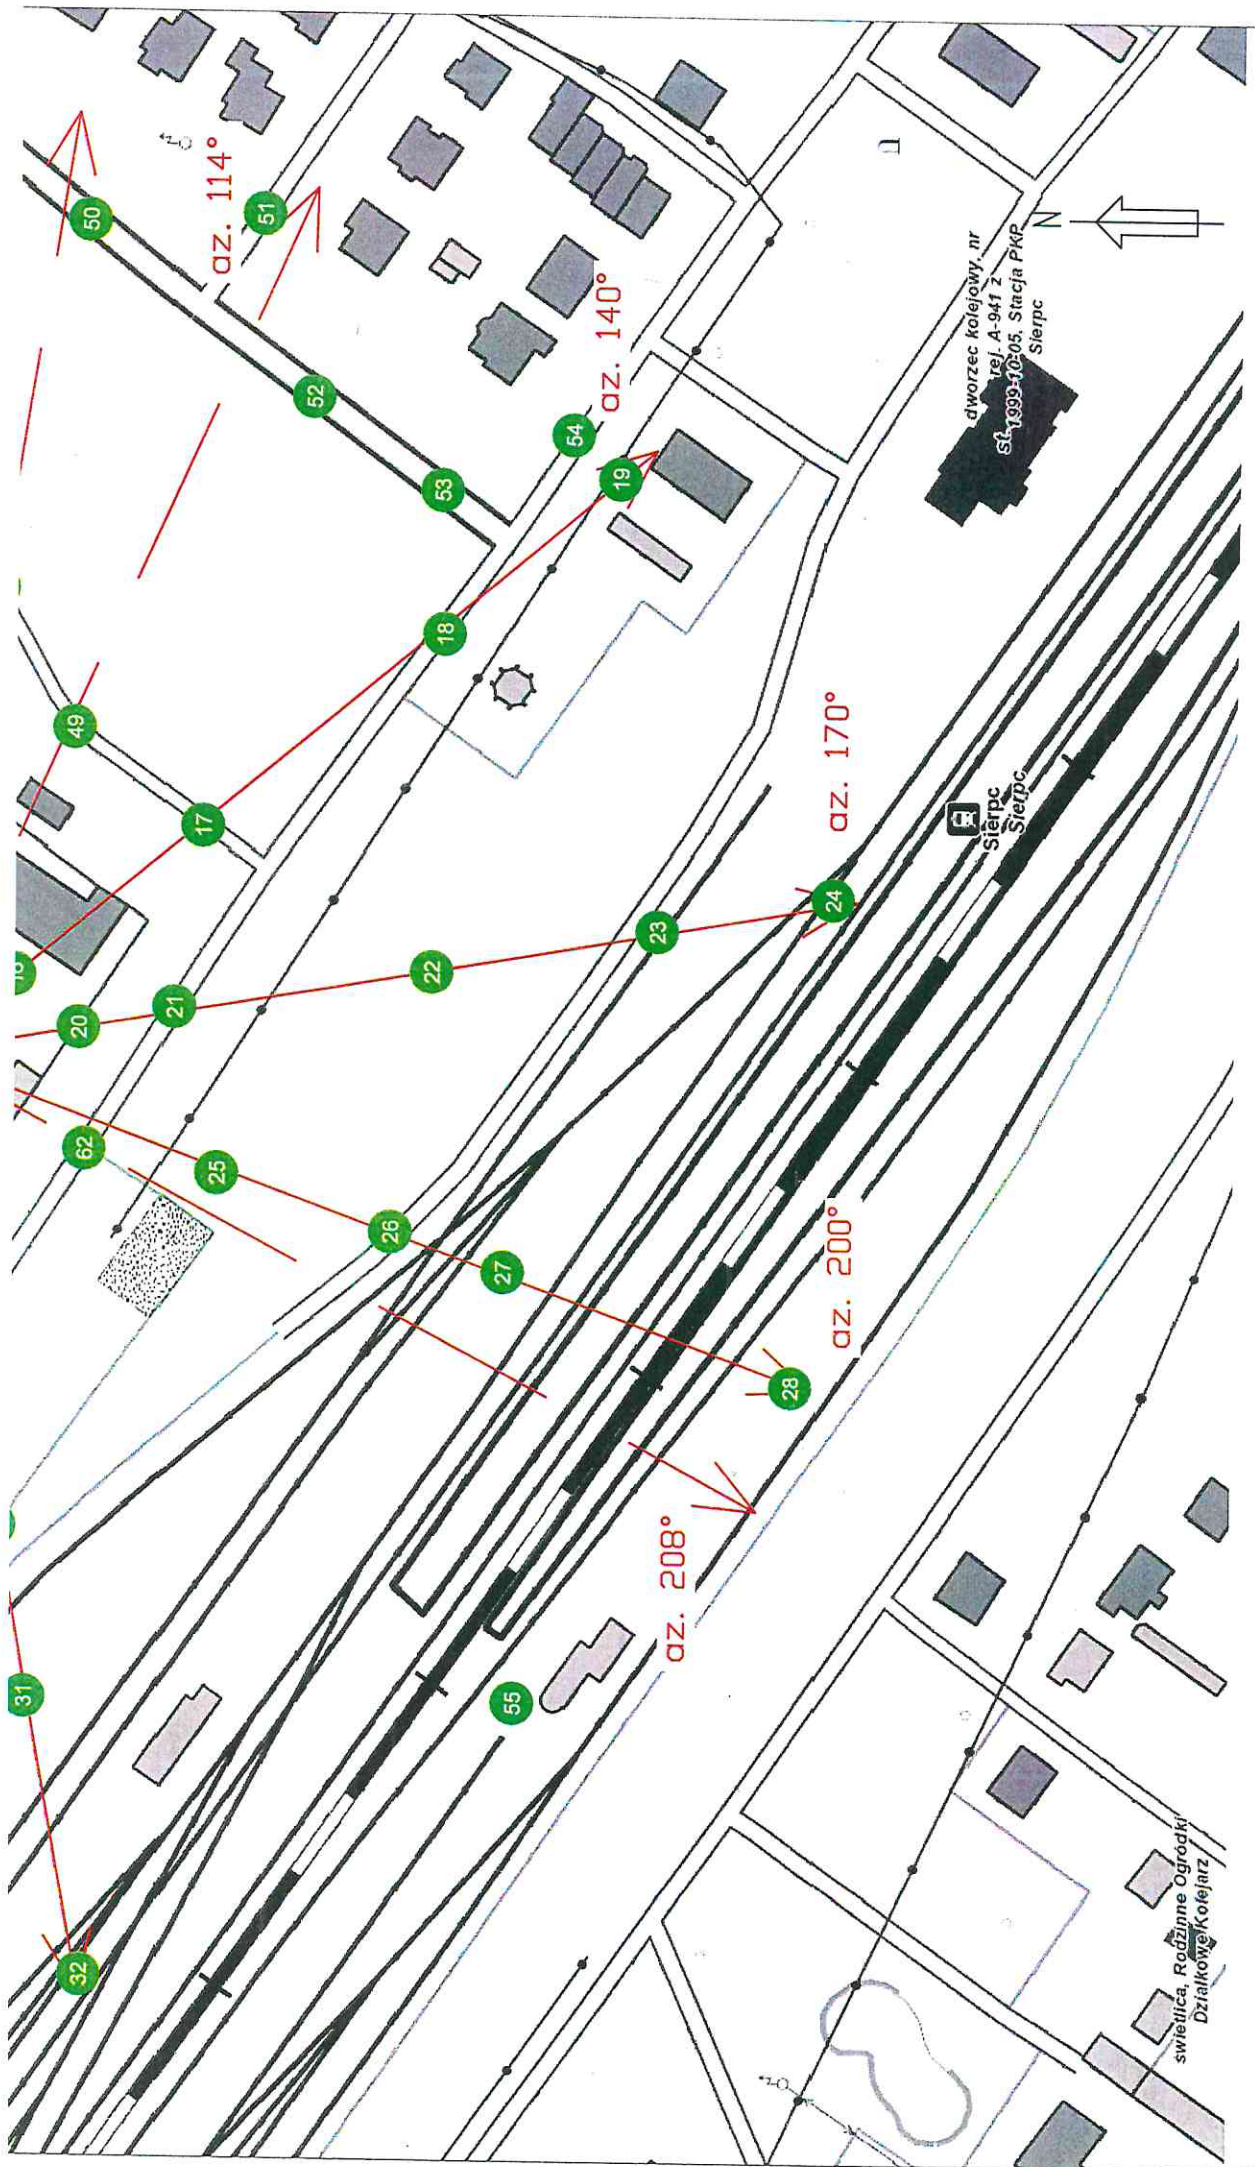 50
az. 114°
51
52
53
54
az. 140°
19
18
49
17
20
21
22
23
24
az. 170°
62
25
26
27
28
az. 200°
az. 208°
31
32
55
N
dworzec kolejowy, nr
rej. A-941 z
1999-10-05, Stacja PKP
Sierpc
Sierpc
Sierpc
świetlica, Rodzinne Ogródki
Działkowe Kolejarz